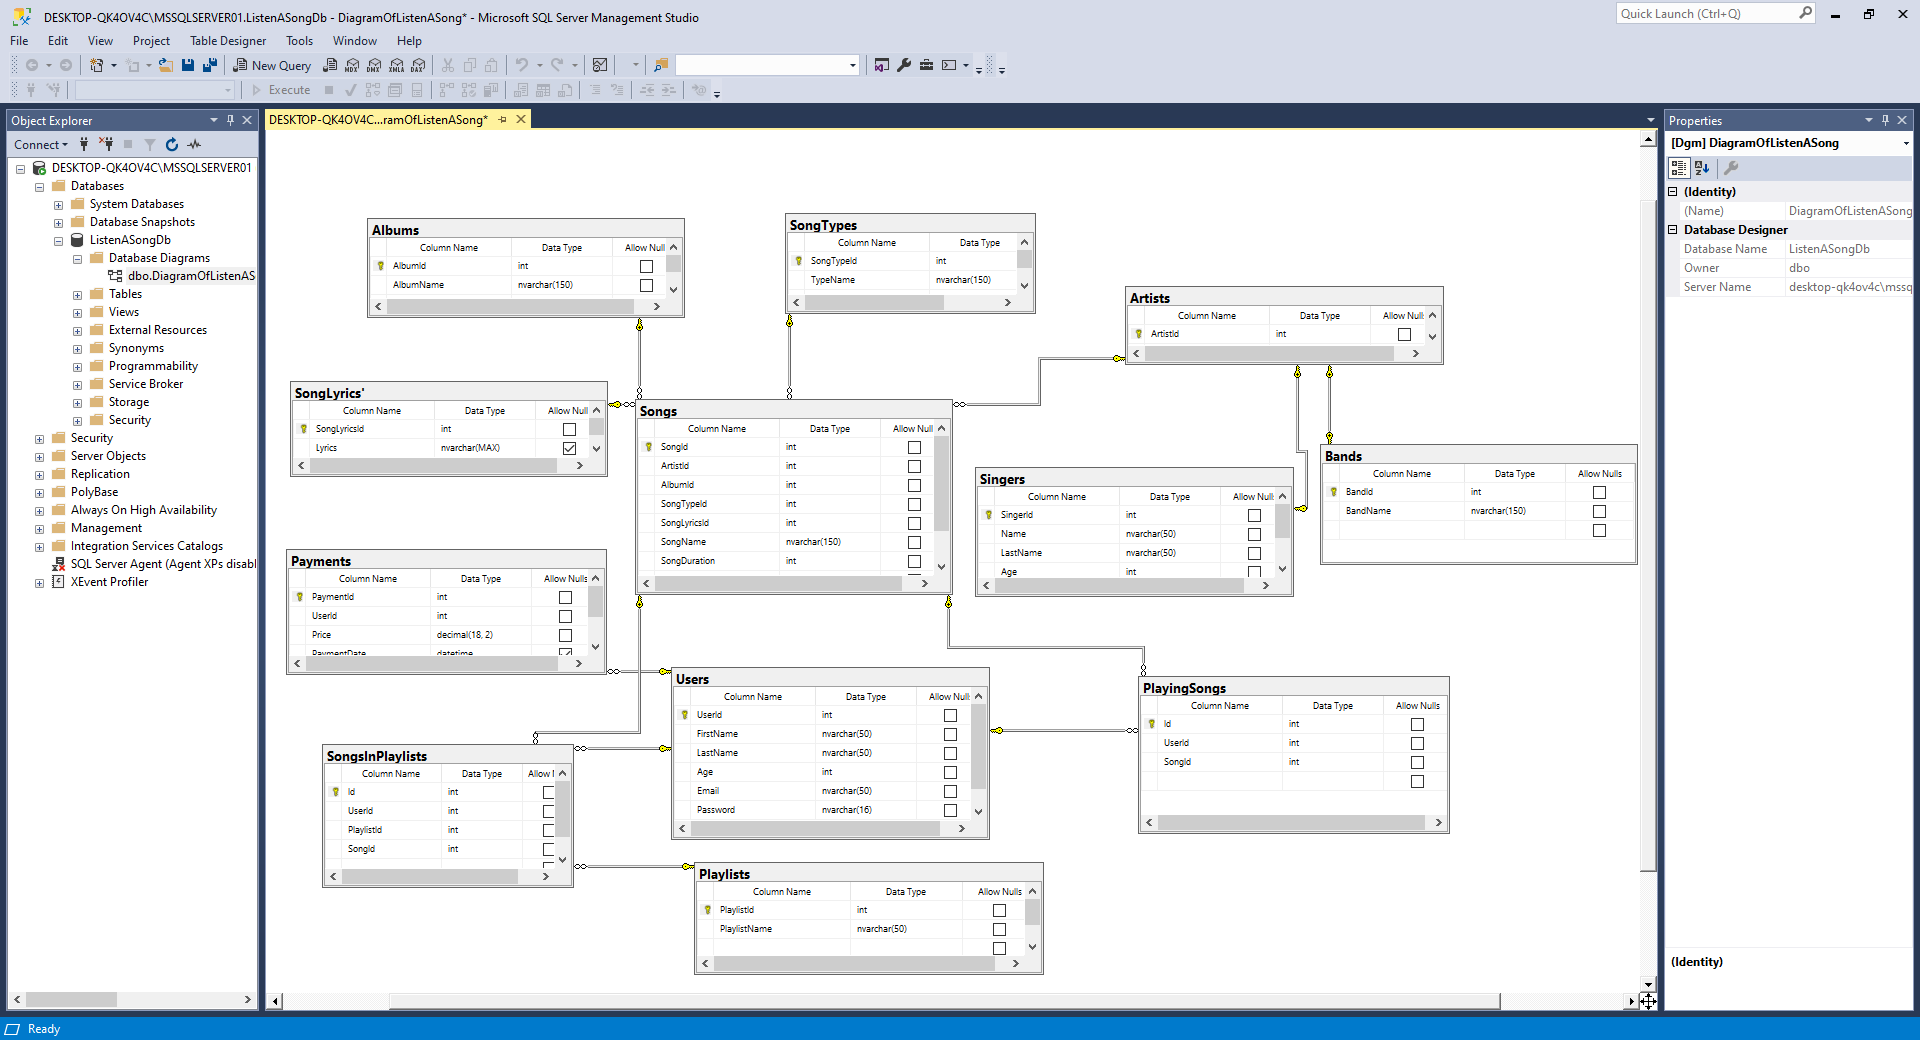 DESKTOP-QK4OV4C\MSSQLSERVER01.ListenASongDb - DiagramOfListenASong* - Microsoft SQL Server Management Studio
Quick Launch (Ctrl+Q)
File Edit View Project Table Designer Tools Window Help
New Query
MDX DMX XMLA DAX
Execute
Object Explorer
Connect
DESKTOP-QK4OV4C\MSSQLSERVER01
Databases
System Databases
Database Snapshots
ListenASongDb
Database Diagrams
dbo.DiagramOfListenAS
Tables
Views
External Resources
Synonyms
Programmability
Service Broker
Storage
Security
Security
Server Objects
Replication
PolyBase
Always On High Availability
Management
Integration Services Catalogs
SQL Server Agent (Agent XPs disabl
XEvent Profiler
DESKTOP-QK4OV4C...ramOfListenASong*
Albums
Column Name Data Type Allow Null
AlbumId int
AlbumName nvarchar(150)
SongTypes
Column Name Data Type
SongTypeId int
TypeName nvarchar(150)
Artists
Column Name Data Type Allow Null
ArtistId int
SongLyrics'
Column Name Data Type Allow Null
SongLyricsId int
Lyrics nvarchar(MAX)
Songs
Column Name Data Type Allow Null
SongId int
ArtistId int
AlbumId int
SongTypeId int
SongLyricsId int
SongName nvarchar(150)
SongDuration int
Singers
Column Name Data Type Allow Null
SingerId int
Name nvarchar(50)
LastName nvarchar(50)
Age int
Bands
Column Name Data Type Allow Nulls
BandId int
BandName nvarchar(150)
Payments
Column Name Data Type Allow Nulls
PaymentId int
UserId int
Price decimal(18, 2)
PaymentDate datetime
Users
Column Name Data Type Allow Null
UserId int
FirstName nvarchar(50)
LastName nvarchar(50)
Age int
Email nvarchar(50)
Password nvarchar(16)
PlayingSongs
Column Name Data Type Allow Nulls
Id int
UserId int
SongId int
SongsInPlaylists
Column Name Data Type Allow
Id int
UserId int
PlaylistId int
SongId int
Playlists
Column Name Data Type Allow Nulls
PlaylistId int
PlaylistName nvarchar(50)
Properties
[Dgm] DiagramOfListenASong
(Identity)
(Name) DiagramOfListenASong
Database Designer
Database Name ListenASongDb
Owner dbo
Server Name desktop-qk4ov4c\mssq
(Identity)
Ready